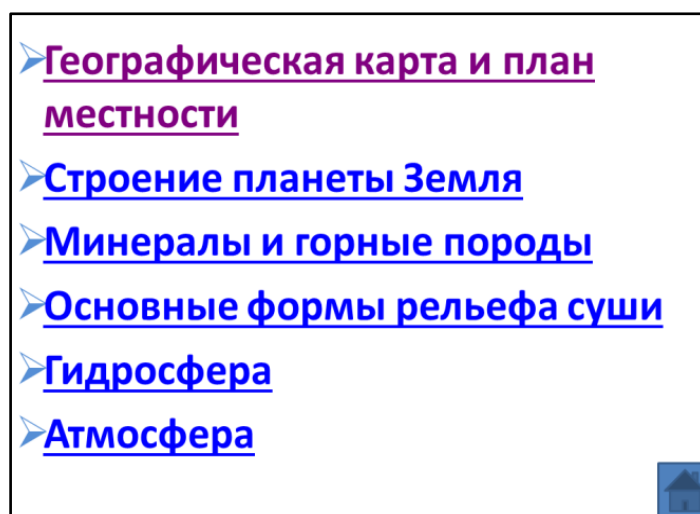 Географическая карта и план
местности
Строение планеты Земля
Минералы и горные породы
Основные формы рельефа суши
Гидросфера
Атмосфера